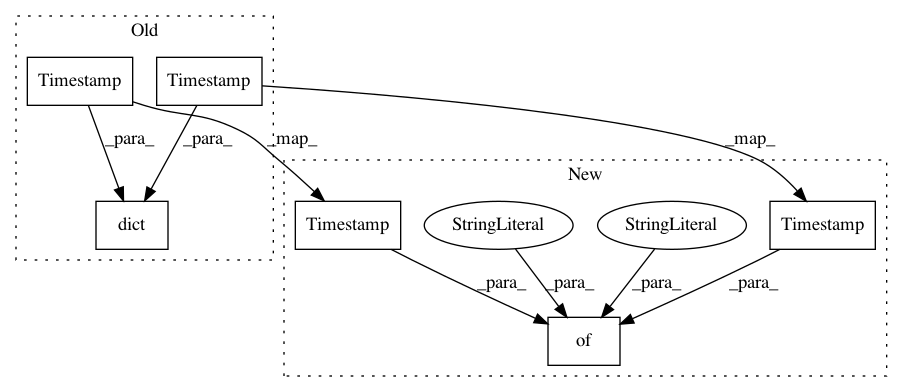 Old
Timestamp
Timestamp
_para_
_para_
_map_
_map_
dict
New
Timestamp
StringLiteral
StringLiteral
Timestamp
_para_
_para_
_para_
_para_
of